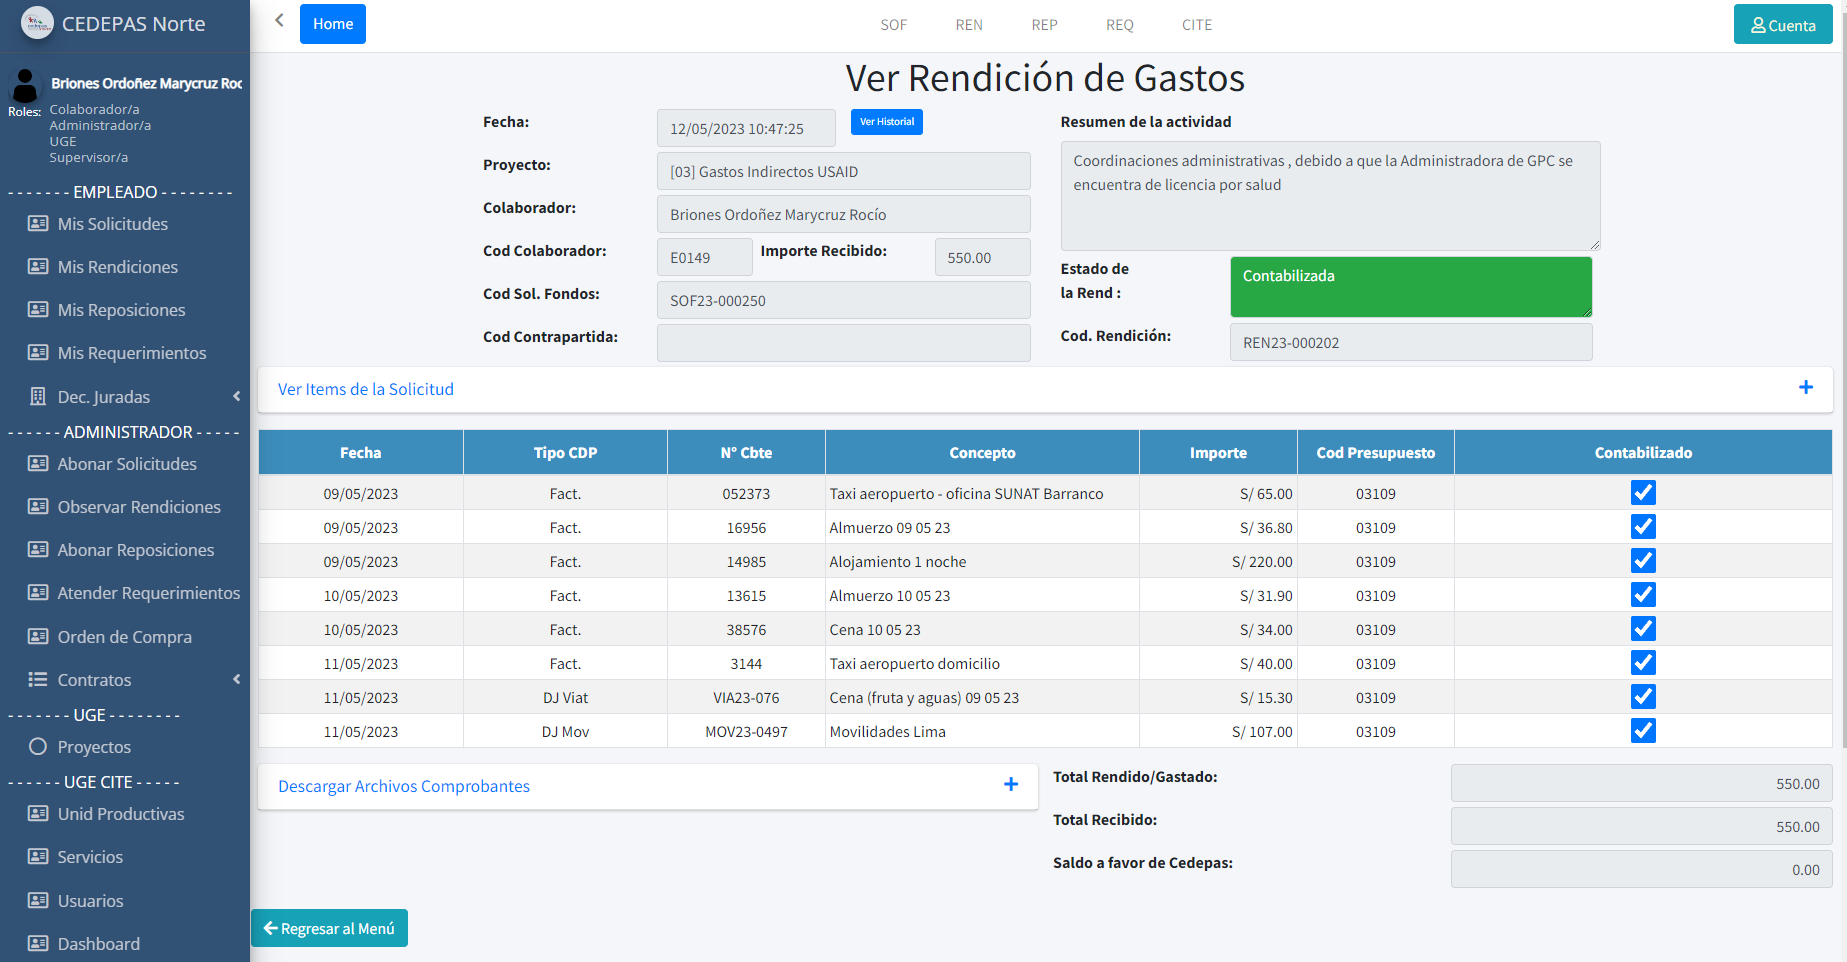 CEDEPAS Norte
Briones Ordoñez Marycruz Roc
Roles:
Colaborador/a
Administrador/a
UGE
Supervisor/a
- - - - - - - EMPLEADO - - - - - - - -
Mis Solicitudes
Mis Rendiciones
Mis Reposiciones
Mis Requerimientos
Dec. Juradas
- - - - - - ADMINISTRADOR - - - - -
Abonar Solicitudes
Observar Rendiciones
Abonar Reposiciones
Atender Requerimientos
Orden de Compra
Contratos
- - - - - - - UGE - - - - - - - -
Proyectos
- - - - - - UGE CITE - - - - -
Unid Productivas
Servicios
Usuarios
Dashboard
Home
SOF REN REP REQ CITE
Cuenta
Ver Rendición de Gastos
Fecha: 12/05/2023 10:47:25 Ver Historial
Proyecto: [03] Gastos Indirectos USAID
Colaborador: Briones Ordoñez Marycruz Rocío
Cod Colaborador: E0149 Importe Recibido: 550.00
Cod Sol. Fondos: SOF23-000250
Cod Contrapartida:
Resumen de la actividad
Coordinaciones administrativas , debido a que la Administradora de GPC se
encuentra de licencia por salud
Estado de
la Rend :
Contabilizada
Cod. Rendición: REN23-000202
Ver Items de la Solicitud
Fecha Tipo CDP N° Cbte Concepto Importe Cod Presupuesto Contabilizado
09/05/2023 Fact. 052373 Taxi aeropuerto - oficina SUNAT Barranco S/ 65.00 03109
09/05/2023 Fact. 16956 Almuerzo 09 05 23 S/ 36.80 03109
09/05/2023 Fact. 14985 Alojamiento 1 noche S/ 220.00 03109
10/05/2023 Fact. 13615 Almuerzo 10 05 23 S/ 31.90 03109
10/05/2023 Fact. 38576 Cena 10 05 23 S/ 34.00 03109
11/05/2023 Fact. 3144 Taxi aeropuerto domicilio S/ 40.00 03109
11/05/2023 DJ Viat VIA23-076 Cena (fruta y aguas) 09 05 23 S/ 15.30 03109
11/05/2023 DJ Mov MOV23-0497 Movilidades Lima S/ 107.00 03109
Descargar Archivos Comprobantes
Total Rendido/Gastado: 550.00
Total Recibido: 550.00
Saldo a favor de Cedepas: 0.00
Regresar al Menú